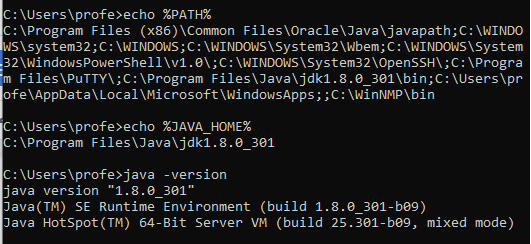 C:\Users\profe>echo %PATH%
C:\Program Files (x86)\Common Files\Oracle\Java\javapath;C:\WINDO
WS\system32;C:\WINDOWS;C:\WINDOWS\System32\Wbem;C:\WINDOWS\System
32\WindowsPowerShell\v1.0\;C:\WINDOWS\System32\OpenSSH\;C:\Progra
m Files\PuTTY\;C:\Program Files\Java\jdk1.8.0_301\bin;C:\Users\pr
ofe\AppData\Local\Microsoft\WindowsApps;;C:\WinNMP\bin
C:\Users\profe>echo %JAVA_HOME%
C:\Program Files\Java\jdk1.8.0_301
C:\Users\profe>java -version
java version "1.8.0_301"
Java(TM) SE Runtime Environment (build 1.8.0_301-b09)
Java HotSpot(TM) 64-Bit Server VM (build 25.301-b09, mixed mode)